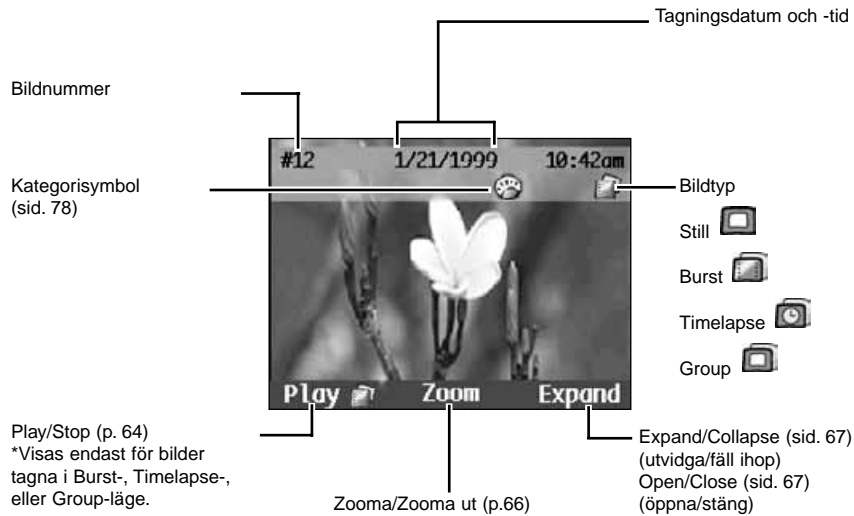 Tagningsdatum och -tid
Bildnummer
#12 1/21/1999 10:42am
Kategorisymbol
(sid. 78)
Bildtyp
Still
Burst
Timelapse
Group
Play Zoom Expand
Play/Stop (p. 64)
*Visas endast för bilder
tagna i Burst-, Timelapse-,
eller Group-läge.
Zooma/Zooma ut (p.66)
Expand/Collapse (sid. 67)
(utvidga/fäll ihop)
Open/Close (sid. 67)
(öppna/stäng)